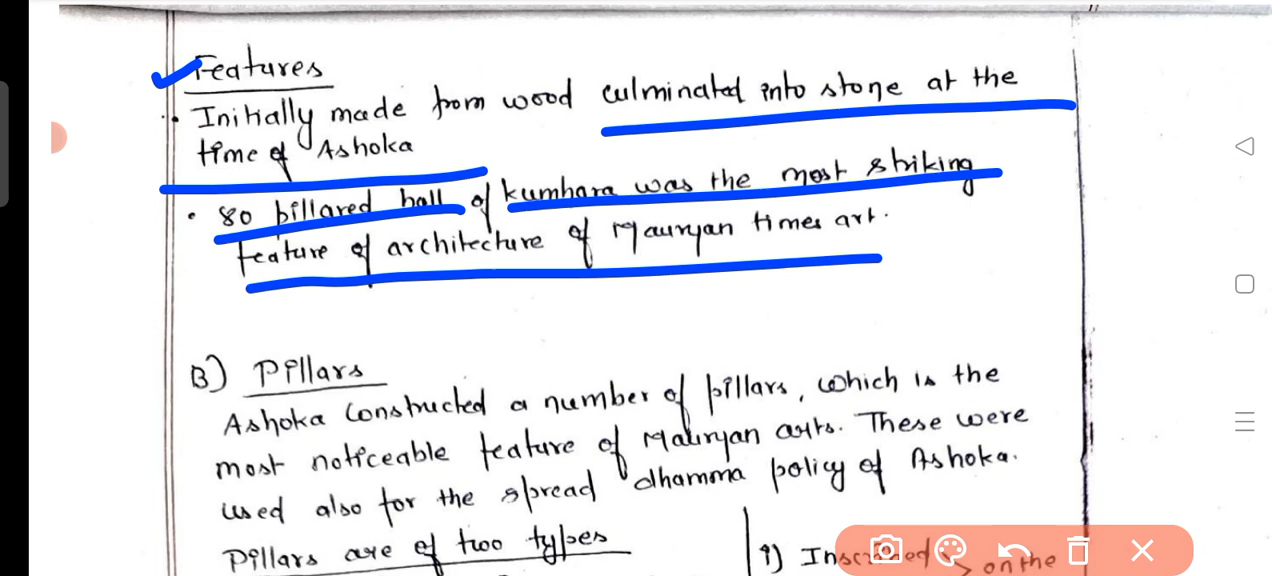 Features
Initially made from wood culminated into stone at the
time of Ashoka
• 80 pillared hall of kumhara was the most striking
feature of architecture of Mauryan times art.
B) Pillars
Ashoka constructed a number of pillars, which is the
most noticeable feature of Mauryan arts. These were
used also for the spread dhamma policy of Ashoka.
Pillars are of two types
i) Inscribed
on the